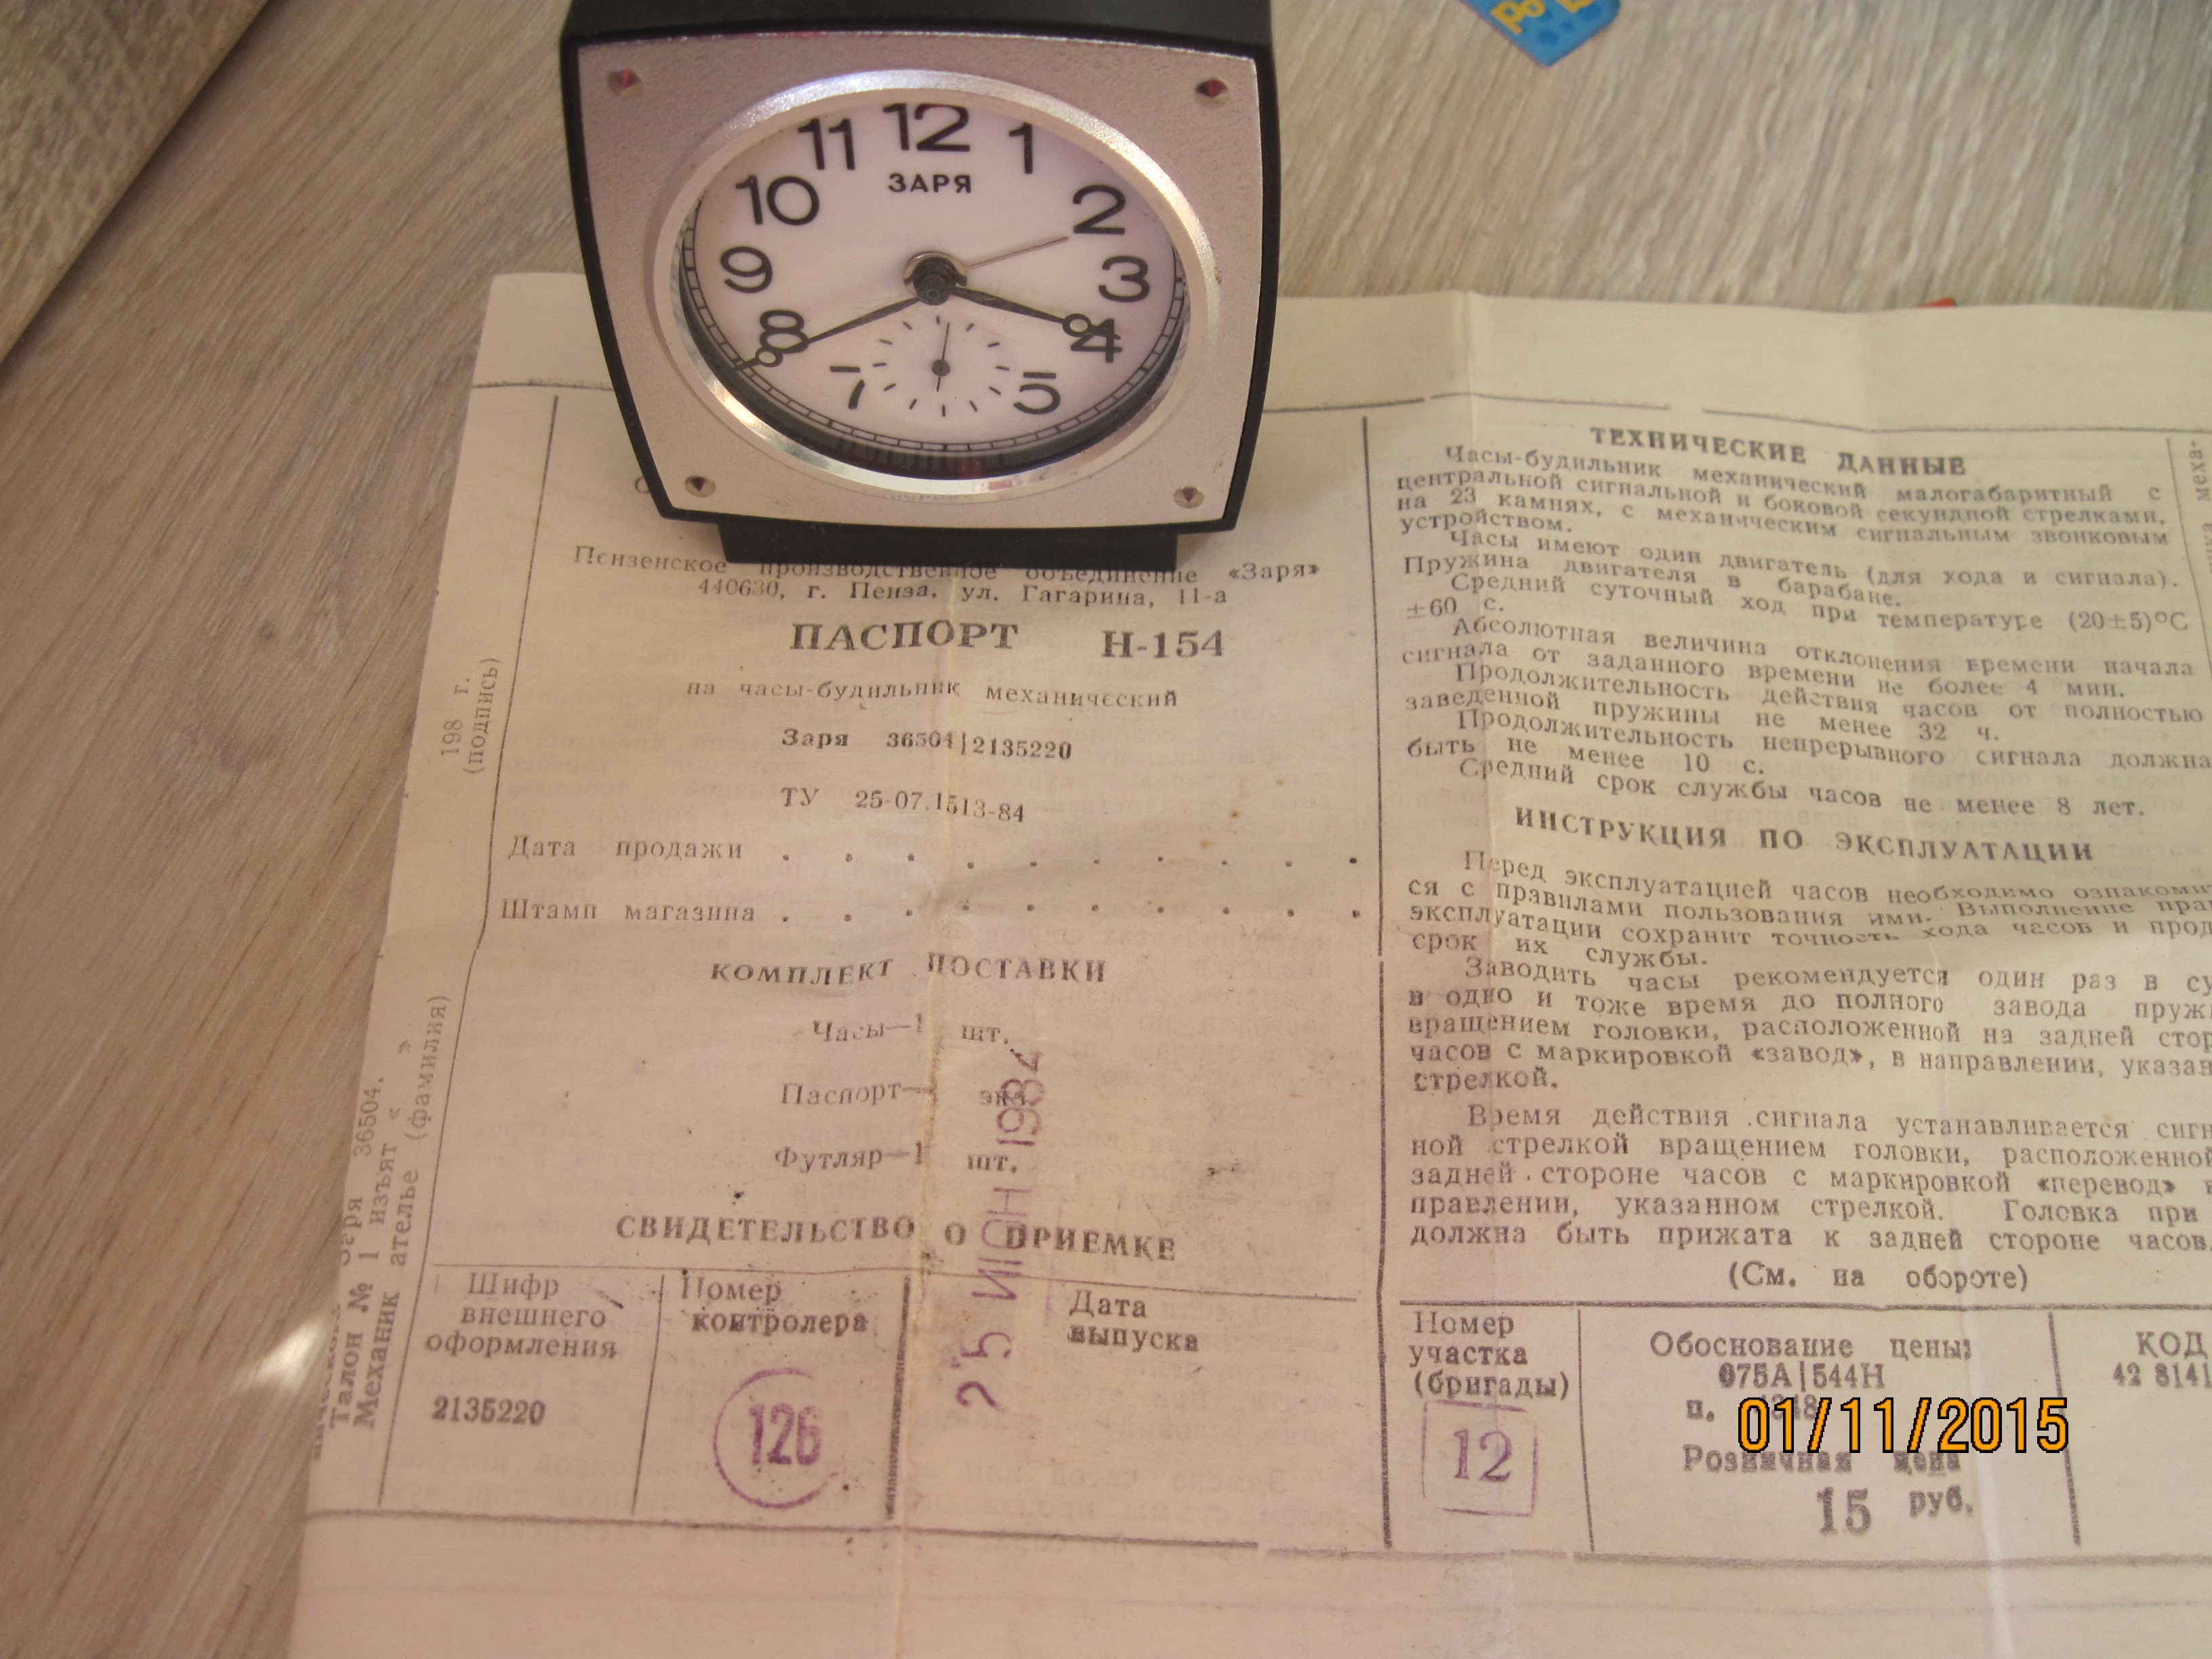 12
11
1
ЗАРЯ
10
2
9
3
8
4
7
5
Пензенское производственное объединение «Заря»
440630, г. Пенза, ул. Гагарина, 11-а
ПАСПОРТ Н-154
на часы-будильник механический
Заря 36504|2135220
ТУ 25-07.1513-84
Дата продажи . . . . . . . . . .
Штамп магазина . . . . . . . . . .
КОМПЛЕКТ ПОСТАВКИ
Часы—1 шт.
Паспорт— экз.
Футляр—1 шт.
СВИДЕТЕЛЬСТВО О ПРИЕМКЕ
Шифр
внешнего
оформления
2135220
Номер
контролера
126
Дата
выпуска
25 ИЮН 198
198 г.
(подпись)
36504.
Талон № 1 изъят « »
Механик ателье (фамилия)
ТЕХНИЧЕСКИЕ ДАННЫЕ
Часы-будильник механический малогабаритный с
центральной сигнальной и боковой секундной стрелками,
на 23 камнях, с механическим сигнальным звонковым
устройством.
Часы имеют один двигатель (для хода и сигнала).
Пружина двигателя в барабане.
Средний суточный ход при температуре (20±5)°С
±60 с.
Абсолютная величина отклонения времени начала
сигнала от заданного времени не более 4 мин.
Продолжительность действия часов от полностью
заведенной пружины не менее 32 ч.
Продолжительность непрерывного сигнала должна
быть не менее 10 с.
Средний срок службы часов не менее 8 лет.
ИНСТРУКЦИЯ ПО ЭКСПЛУАТАЦИИ
Перед эксплуатацией часов необходимо ознакоми
ся с правилами пользования ими. Выполнение прав
эксплуатации сохранит точность хода часов и прод
срок их службы.
Заводить часы рекомендуется один раз в су
в одно и тоже время до полного завода пруж
вращением головки, расположенной на задней стор
часов с маркировкой «завод», в направлении, указан
стрелкой.
Время действия сигнала устанавливается сигн
ной стрелкой вращением головки, расположенной
задней стороне часов с маркировкой «перевод» в
правлении, указанном стрелкой. Головка при
должна быть прижата к задней стороне часов.
(См. на обороте)
Номер
участка
(бригады)
12
Обоснование цены:
075А|544Н
п.
Розничная цена
15 руб.
КОД
42 8141
01/11/2015